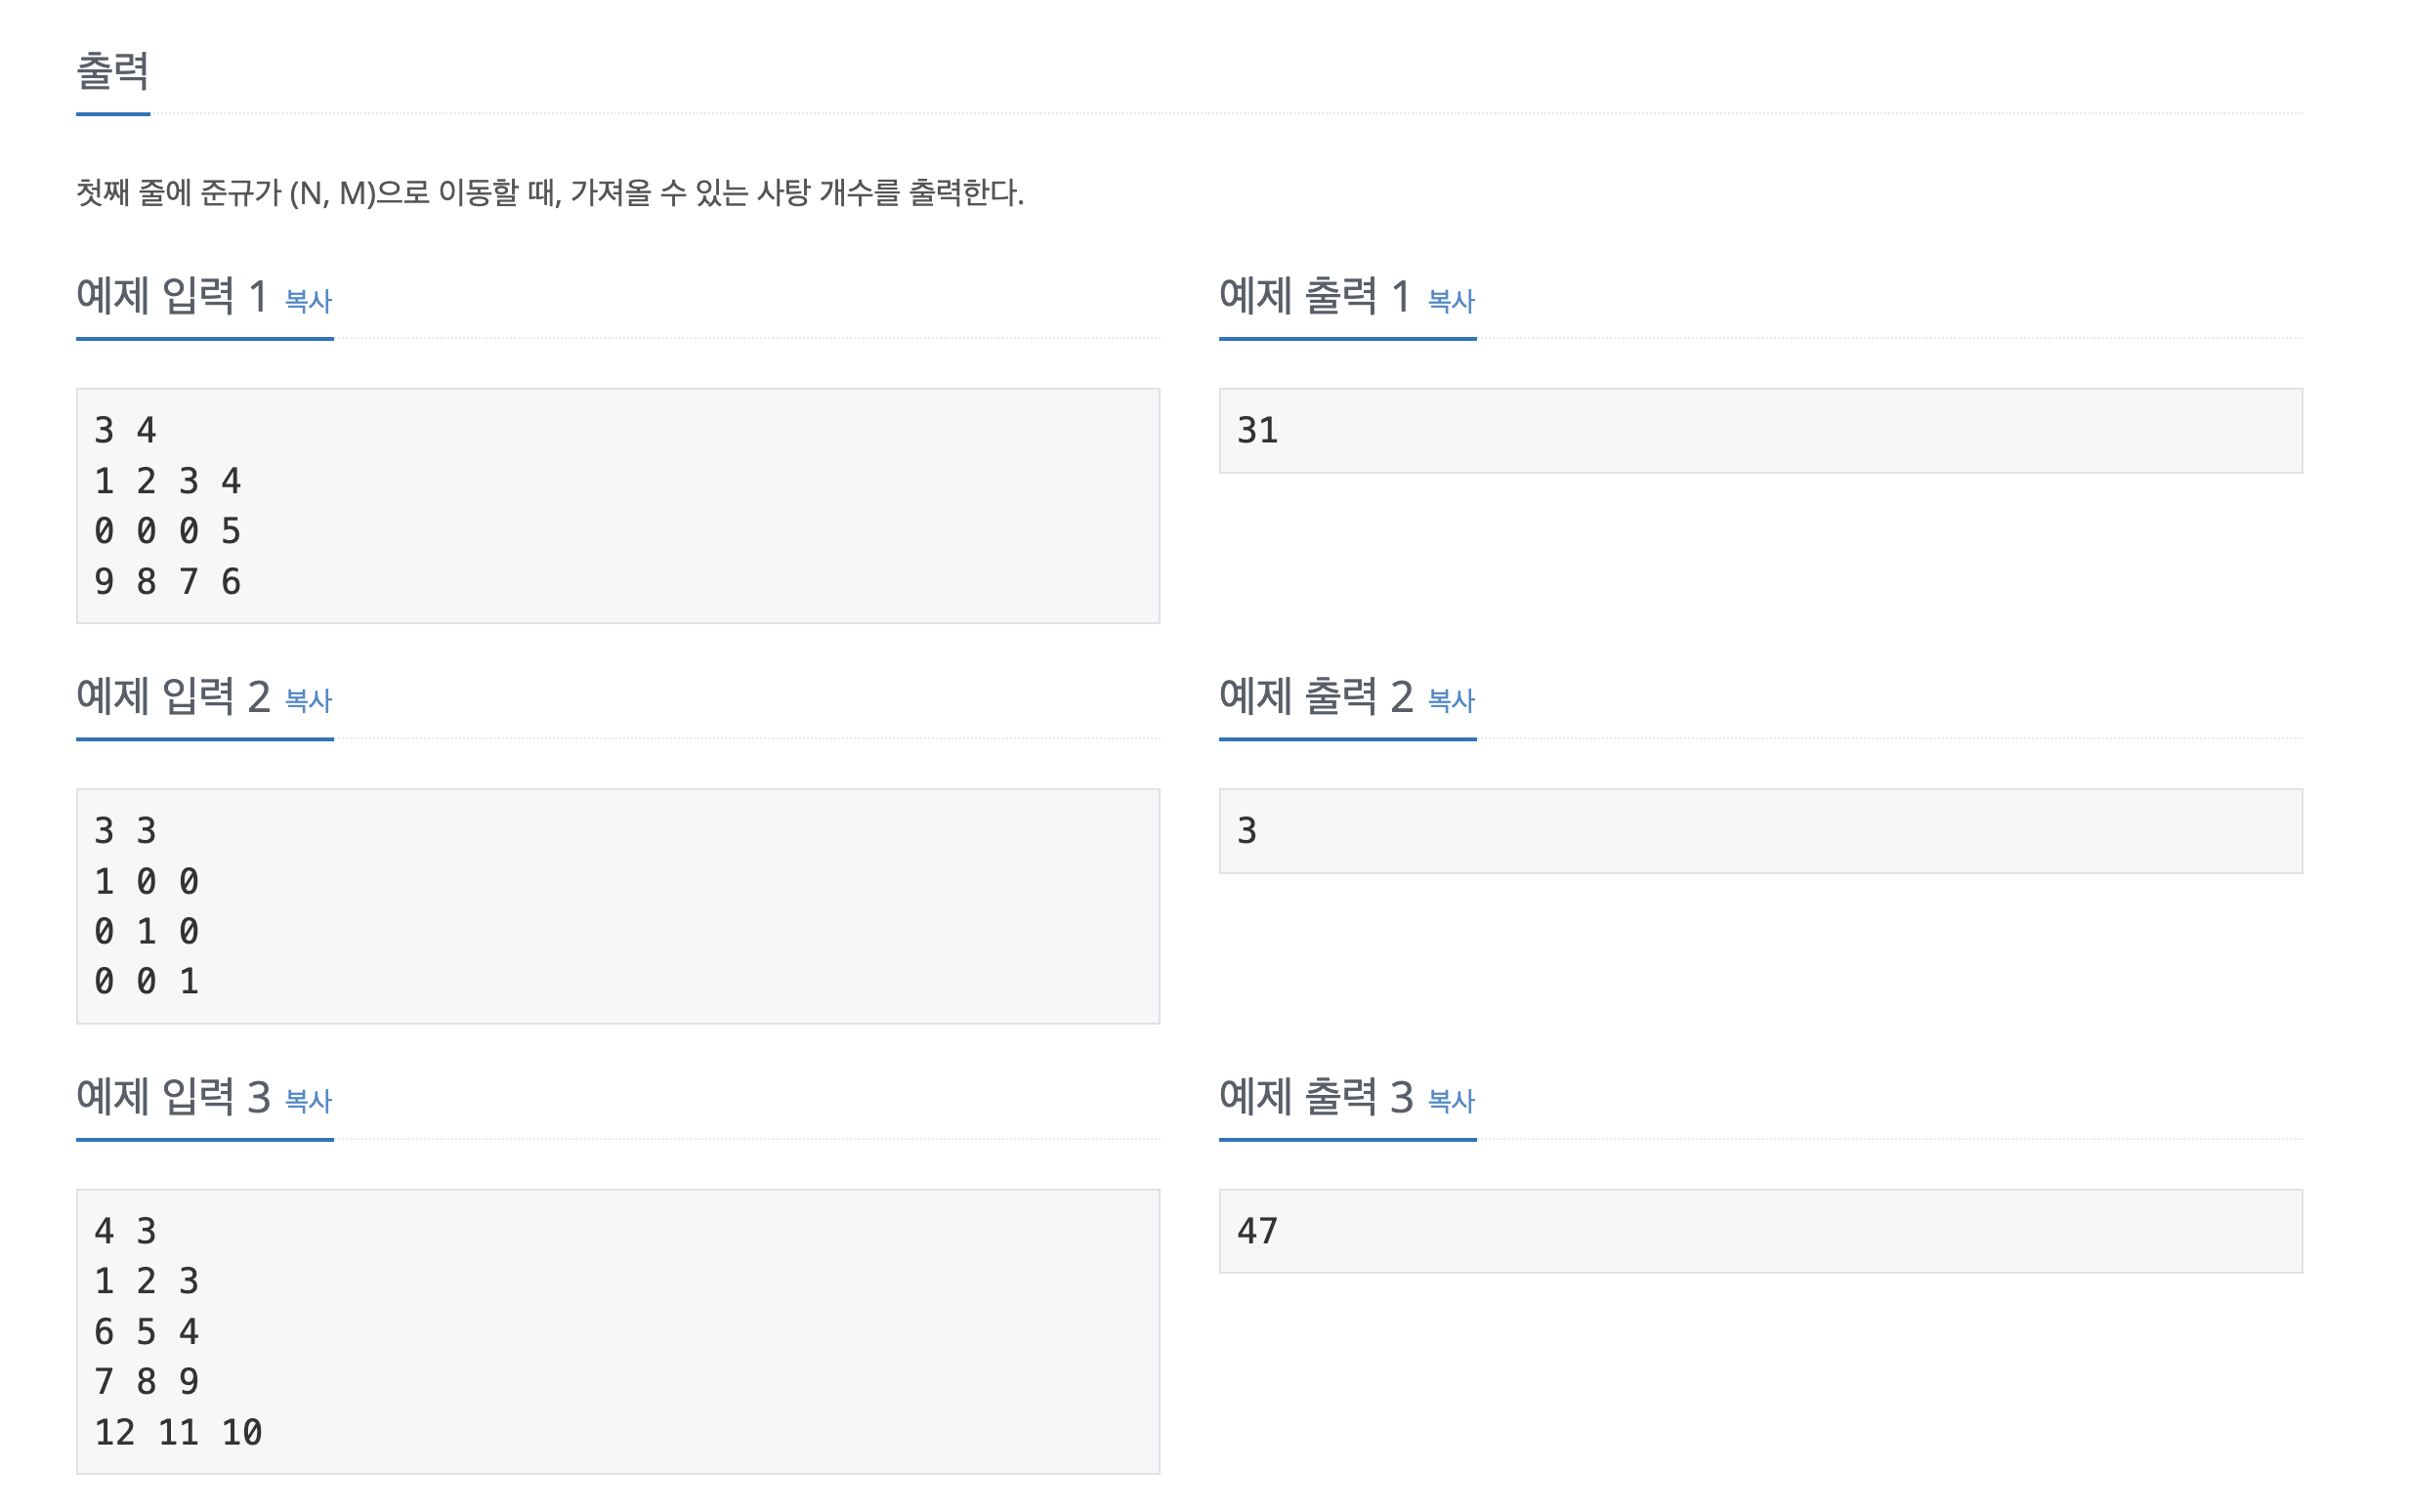 출력
첫째 줄에 준규가 (N, M)으로 이동할 때, 가져올 수 있는 사탕 개수를 출력한다.
예제 입력 1 복사
3 4
1 2 3 4
0 0 0 5
9 8 7 6
예제 출력 1 복사
31
예제 입력 2 복사
3 3
1 0 0
0 1 0
0 0 1
예제 출력 2 복사
3
예제 입력 3 복사
4 3
1 2 3
6 5 4
7 8 9
12 11 10
예제 출력 3 복사
47